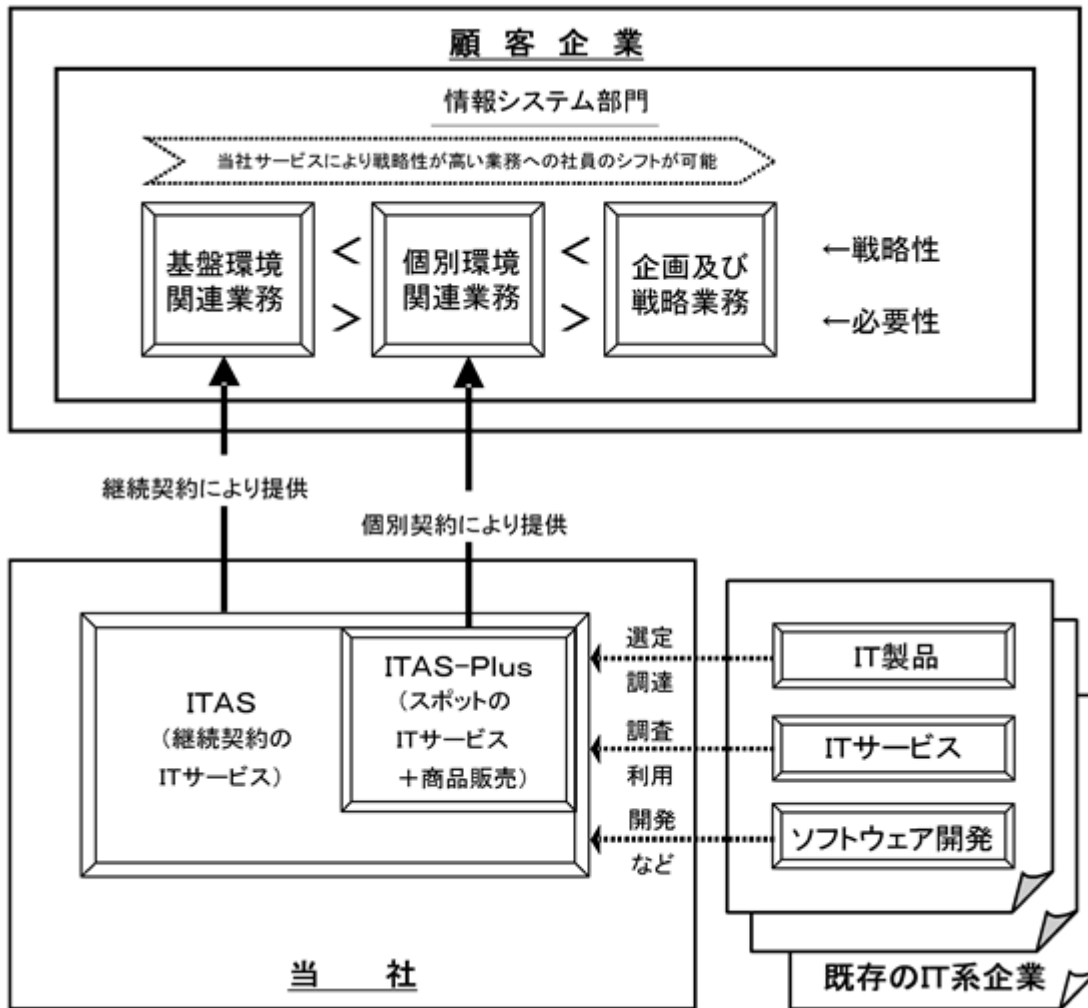 顧 客 企 業
情報システム部門
当社サービスにより戦略性が高い業務への社員のシフトが可能
基盤環境
関連業務
<
>
個別環境
関連業務
<
>
企画及び
戦略業務
←戦略性
←必要性
継続契約により提供
個別契約により提供
ITAS
(継続契約の
ITサービス)
ITAS-Plus
(スポットの
ITサービス
+商品販売)
選定
調達
調査
利用
開発
など
IT製品
ITサービス
ソフトウェア開発
当 社
既存のIT系企業